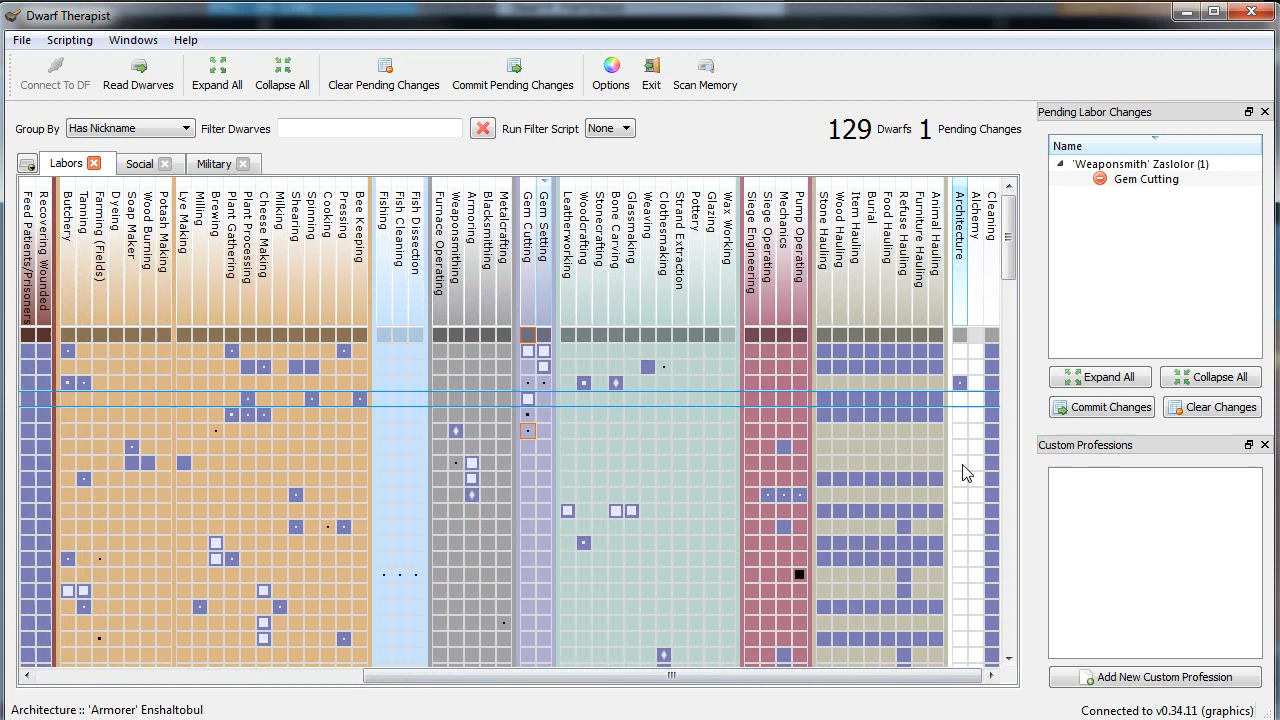 Dwarf Therapist
File Scripting Windows Help
Connect To DF Read Dwarves Expand All Collapse All Clear Pending Changes Commit Pending Changes Options Exit Scan Memory
Group By Has Nickname Filter Dwarves Run Filter Script None 129 Dwarfs 1 Pending Changes
Labors Social Military
Feed Patients/Prisoners
Recovering Wounded
Butchery
Tanning
Farming (Fields)
Dyeing
Soap Maker
Wood Burning
Potash Making
Lye Making
Milling
Brewing
Plant Gathering
Plant Processing
Cheese Making
Milking
Shearing
Spinning
Cooking
Pressing
Bee Keeping
Fishing
Fish Cleaning
Fish Dissection
Furnace Operating
Weaponsmithing
Armoring
Blacksmithing
Metalcrafting
Gem Cutting
Gem Setting
Leatherworking
Woodcrafting
Stonecrafting
Bone Carving
Glassmaking
Weaving
Clothesmaking
Strand Extraction
Pottery
Glazing
Wax Working
Siege Engineering
Siege Operating
Mechanics
Pump Operating
Stone Hauling
Wood Hauling
Item Hauling
Burial
Food Hauling
Refuse Hauling
Furniture Hauling
Animal Hauling
Architecture
Alchemy
Cleaning
Pending Labor Changes
Name
'Weaponsmith' Zaslolor (1)
Gem Cutting
Expand All Collapse All
Commit Changes Clear Changes
Custom Professions
Add New Custom Profession
Architecture :: 'Armorer' Enshaltobul
Connected to v0.34.11 (graphics)